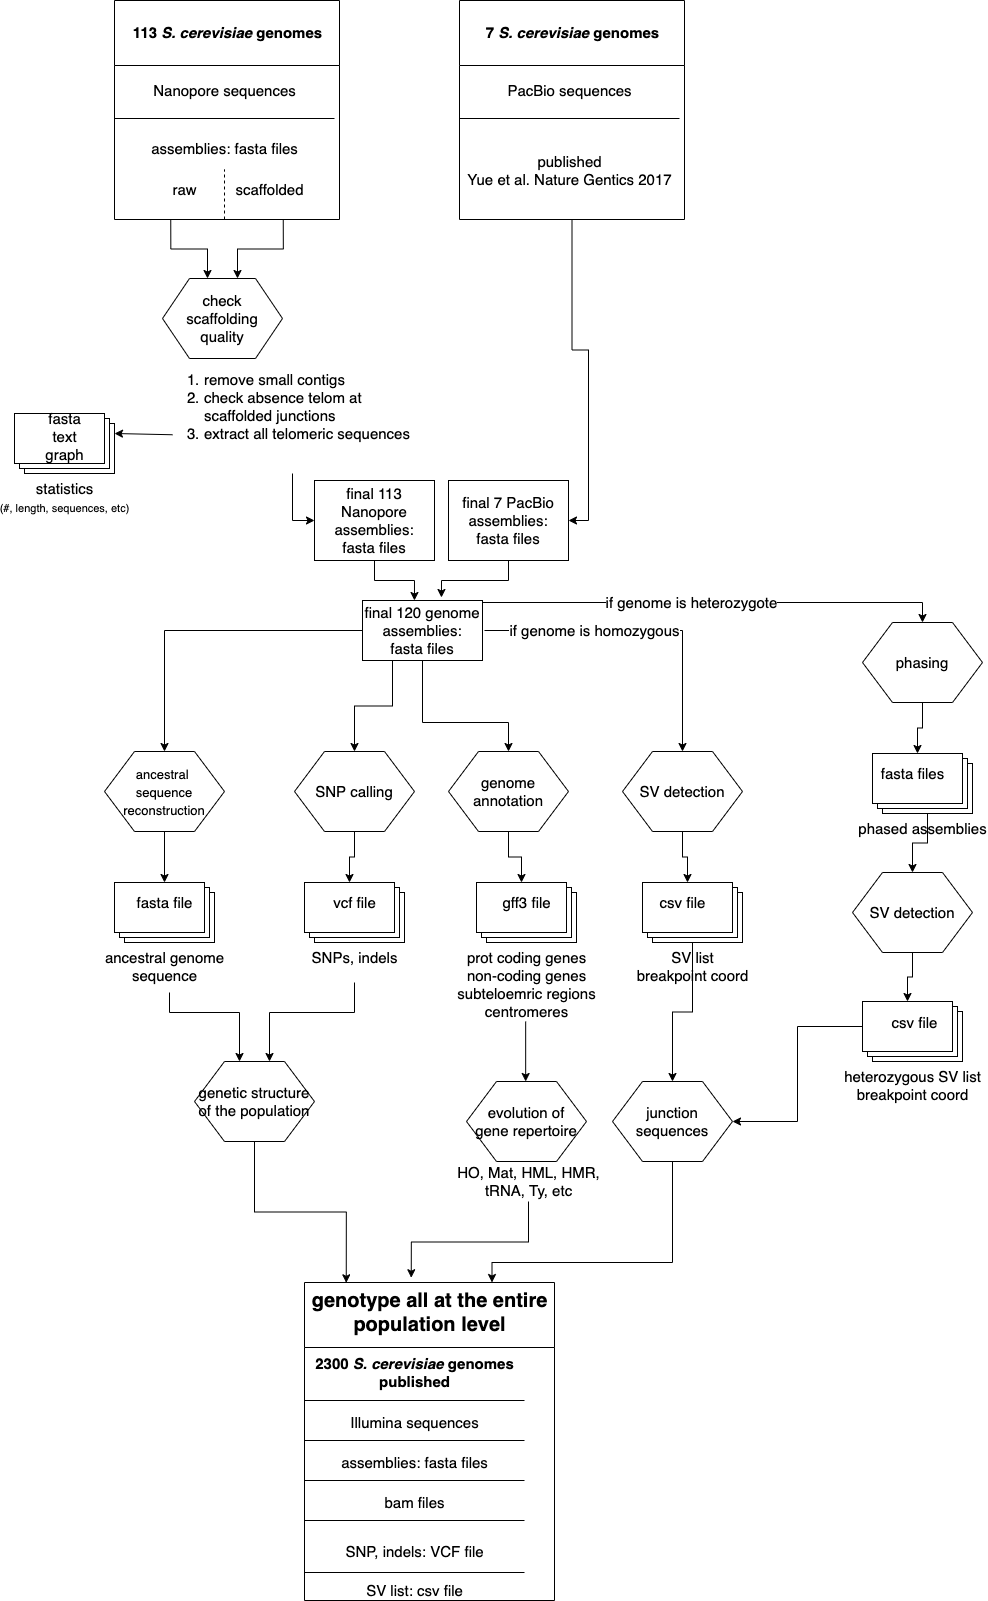 113 S. cerevisiae genomes
Nanopore sequences
assemblies: fasta files
raw
scaffolded
7 S. cerevisiae genomes
PacBio sequences
published
Yue et al. Nature Gentics 2017
check
scaffolding
quality
1. remove small contigs
2. check absence telom at
scaffolded junctions
3. extract all telomeric sequences
fasta
text
graph
statistics
(#, length, sequences, etc)
final 113
Nanopore
assemblies:
fasta files
final 7 PacBio
assemblies:
fasta files
final 120 genome
assemblies:
fasta files
if genome is heterozygote
if genome is homozygous
phasing
fasta files
phased assemblies
SV detection
csv file
heterozygous SV list
breakpoint coord
ancestral
sequence
reconstruction
SNP calling
genome
annotation
SV detection
fasta file
ancestral genome
sequence
vcf file
SNPs, indels
gff3 file
prot coding genes
non-coding genes
subteloemric regions
centromeres
csv file
SV list
breakpoint coord
genetic structure
of the population
evolution of
gene repertoire
HO, Mat, HML, HMR,
tRNA, Ty, etc
junction
sequences
genotype all at the entire
population level
2300 S. cerevisiae genomes
published
Illumina sequences
assemblies: fasta files
bam files
SNP, indels: VCF file
SV list: csv file